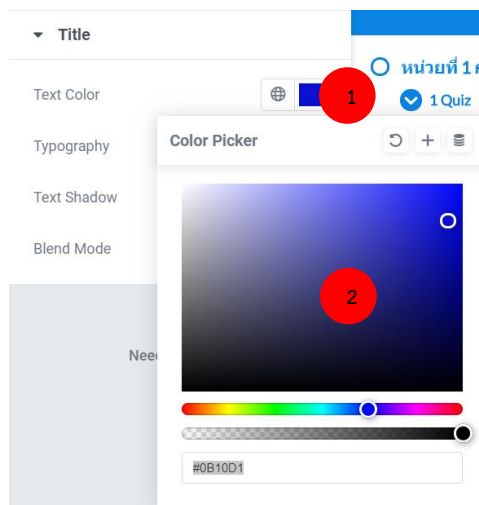 Title
หน่วยที่ 1
Text Color
1
1 Quiz
Typography
Color Picker
Text Shadow
Blend Mode
2
#0B10D1